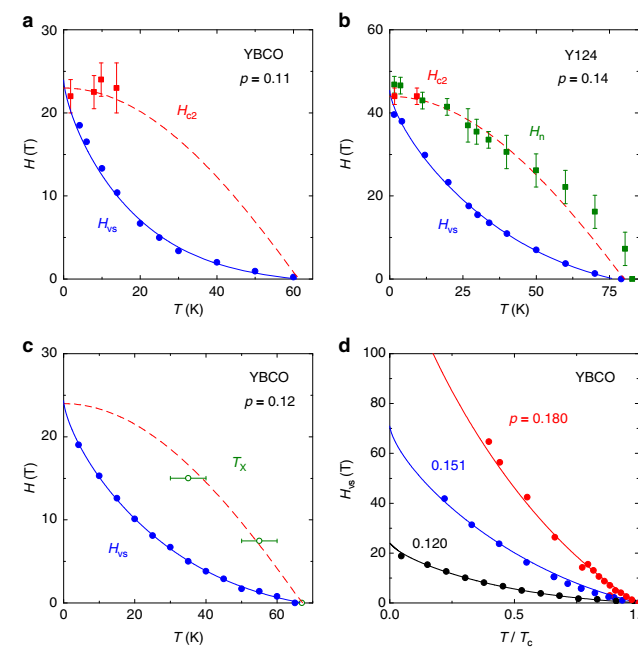 a
YBCO
p = 0.11
H (T)
30
20
10
0
Hc2
Hvs
0 20 40 60
T (K)
b
Y124
p = 0.14
H (T)
60
40
20
0
Hc2
Hn
Hvs
0 25 50 75
T (K)
c
YBCO
p = 0.12
H (T)
30
20
10
0
TX
Hvs
0 20 40 60
T (K)
d
YBCO
Hvs (T)
100
80
60
40
20
0
p = 0.180
0.151
0.120
0.0 0.5 1.0
T / Tc